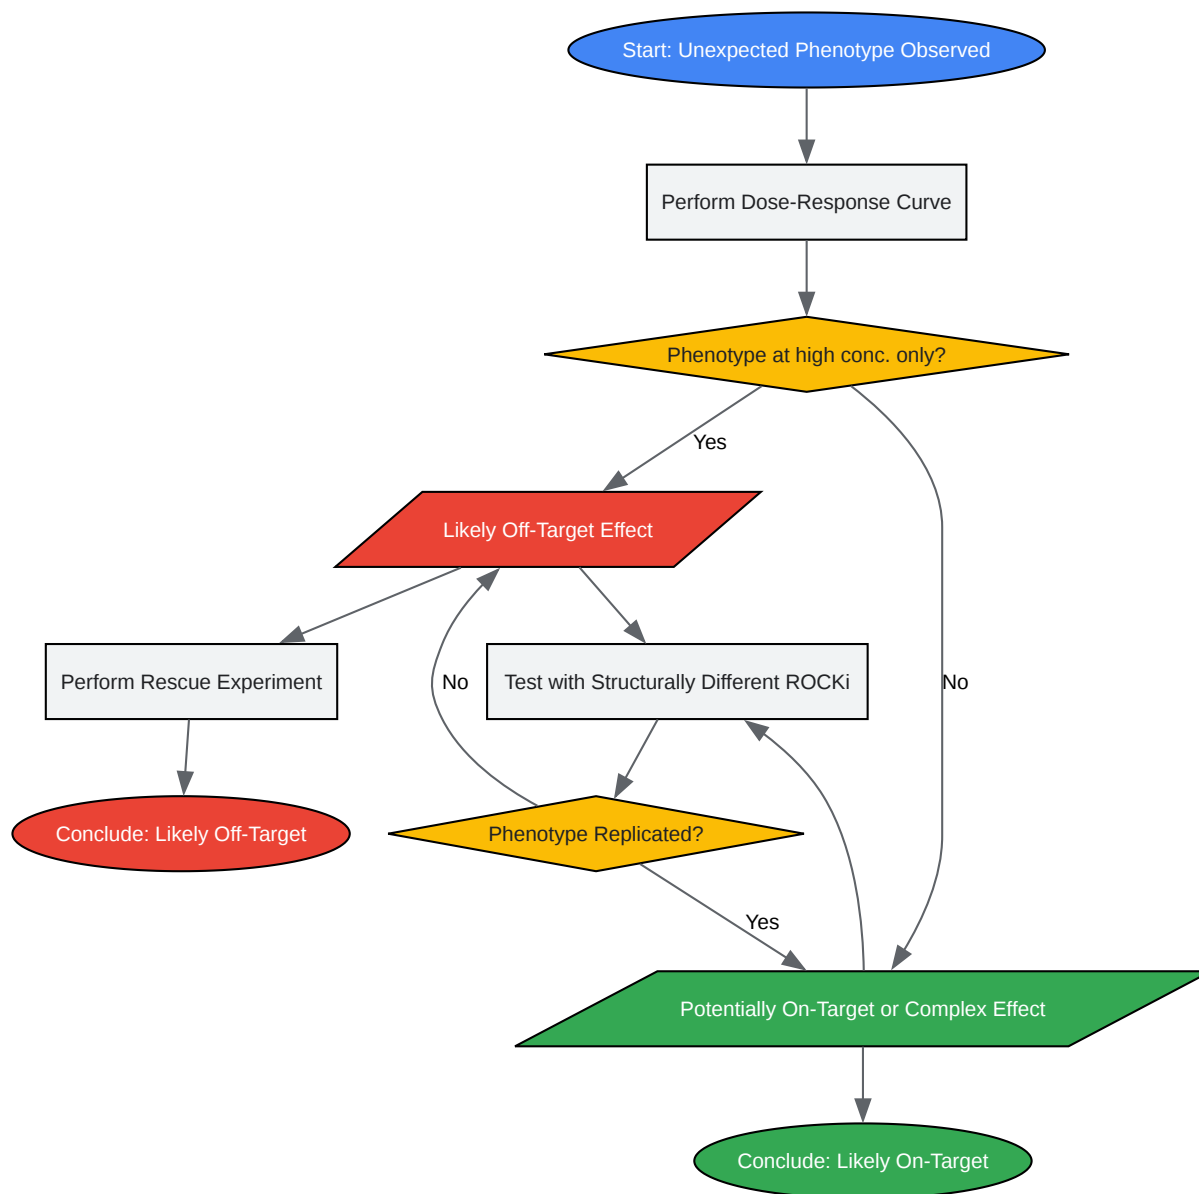 Start: Unexpected Phenotype Observed
Perform Dose-Response Curve
Phenotype at high conc. only?
Yes
Likely Off-Target Effect
Perform Rescue Experiment
No
Test with Structurally Different ROCKi
No
Conclude: Likely Off-Target
Phenotype Replicated?
Yes
Potentially On-Target or Complex Effect
Conclude: Likely On-Target